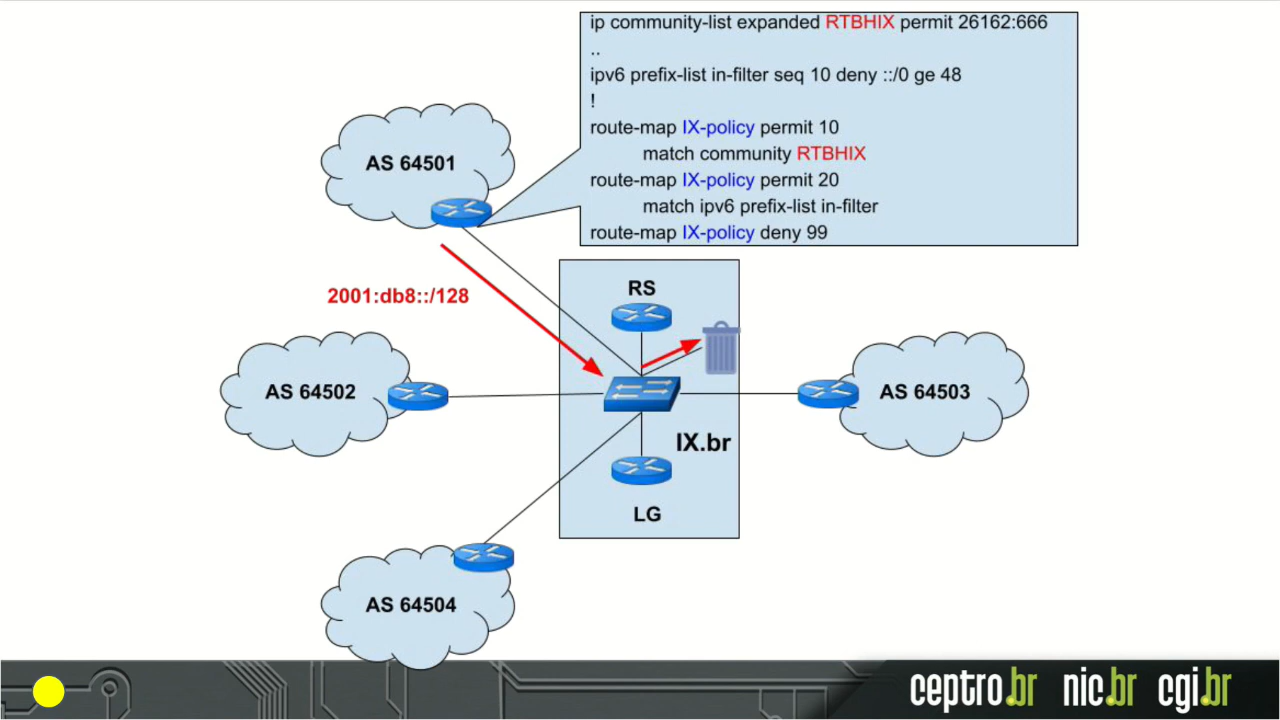 ip community-list expanded RTBHIX permit 26162:666
..
ipv6 prefix-list in-filter seq 10 deny ::/0 ge 48
!
route-map IX-policy permit 10
match community RTBHIX
route-map IX-policy permit 20
match ipv6 prefix-list in-filter
route-map IX-policy deny 99
AS 64501
2001:db8::/128
RS
AS 64502
AS 64503
IX.br
LG
AS 64504
ceptro.br nic.br cgi.br